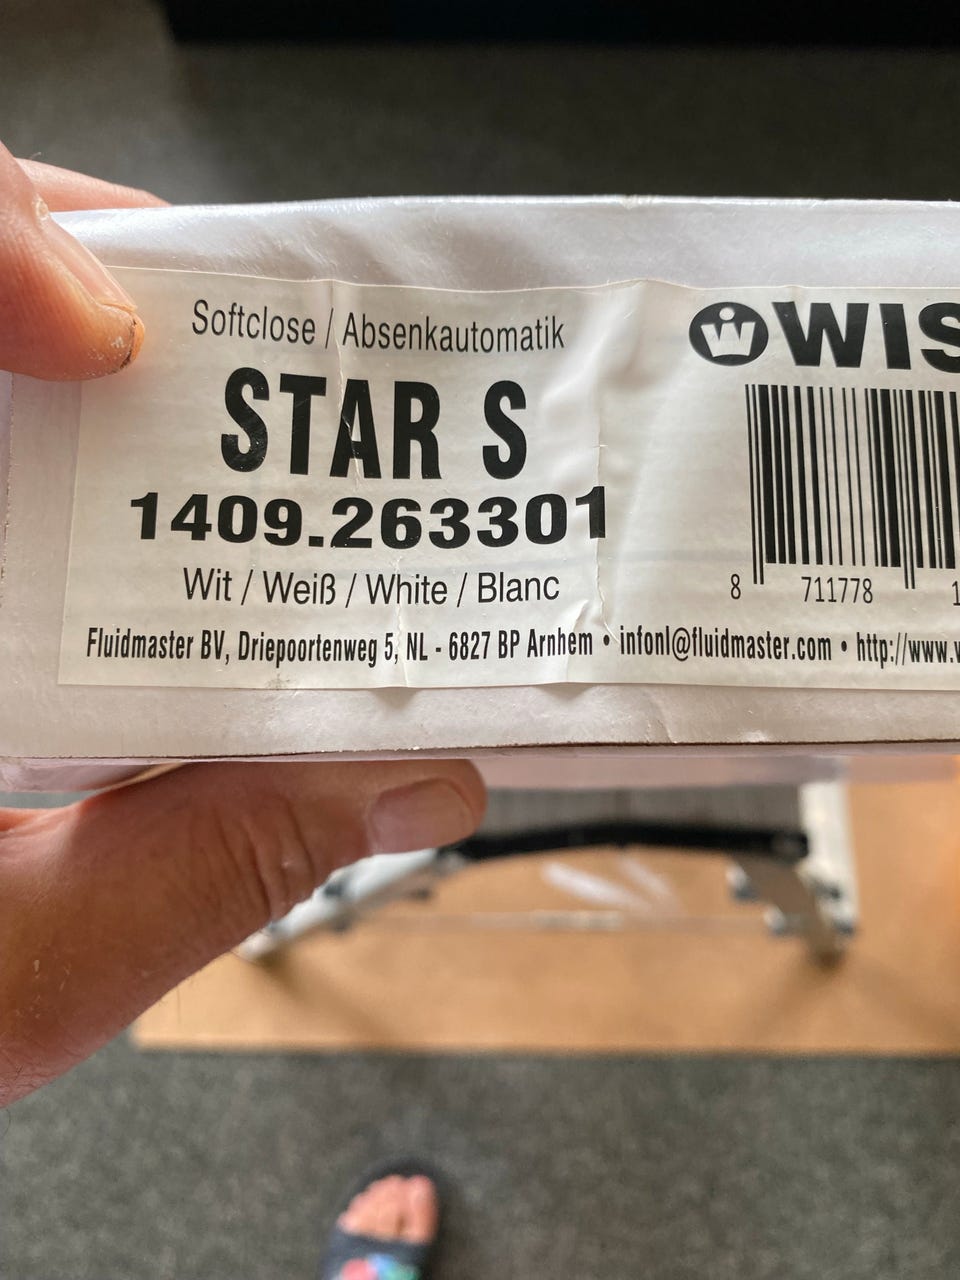 Softclose / Absenkautomatik
STAR S
1409.263301
Wit / Weiß / White / Blanc
Fluidmaster BV, Driepoortenweg 5, NL - 6827 BP Arnhem • infonl@fluidmaster.com • http://www.
WIS
8 711778 1